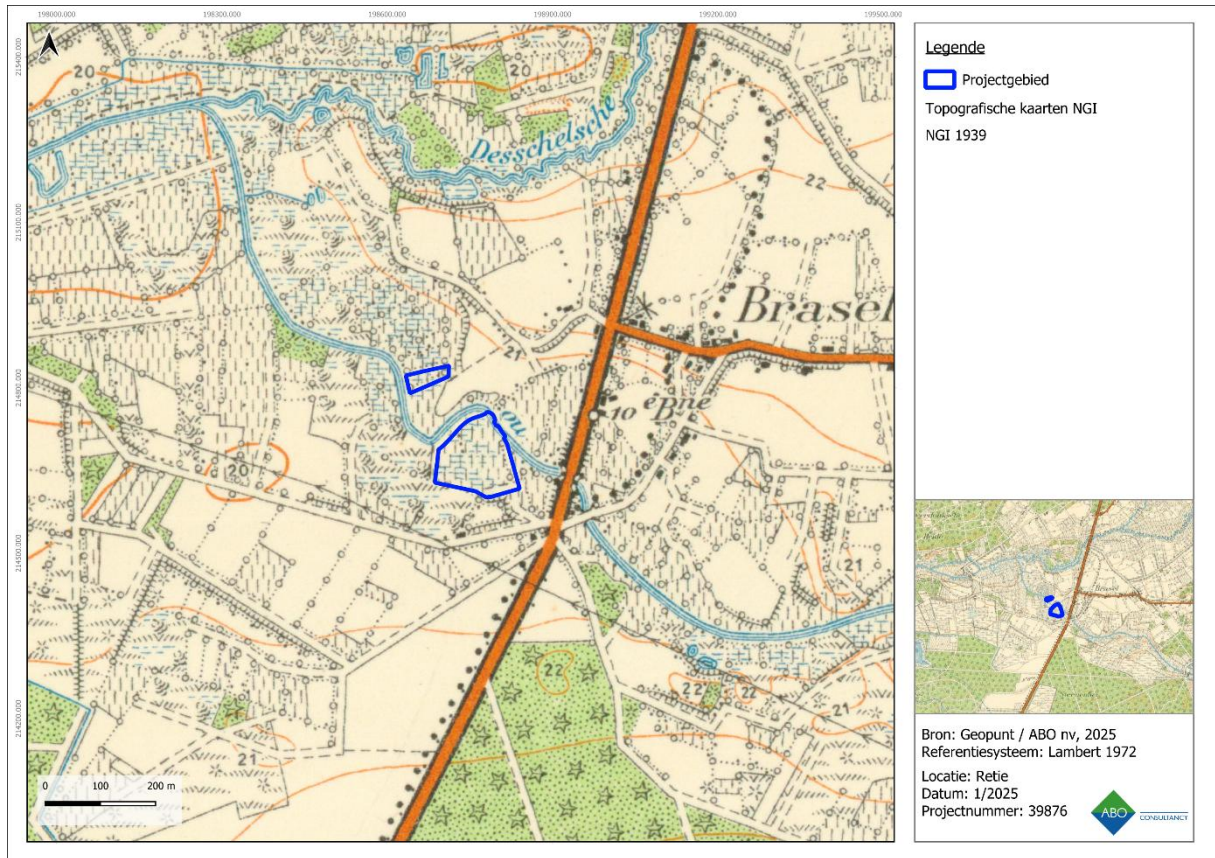 198000.000 198300.000 198600.000 198900.000 199200.000 199500.000
215400.000
215100.000
214800.000
214500.000
214200.000
20
20
Desschelsche
22
21
Brasel
10
épne
B
ou
20
21
22
22
22
21
21
0 100 200 m
Legende
Projectgebied
Topografische kaarten NGI
NGI 1939
Bron: Geopunt / ABO nv, 2025
Referentiesysteem: Lambert 1972
Locatie: Retie
Datum: 1/2025
Projectnummer: 39876
ABO
CONSULTANCY